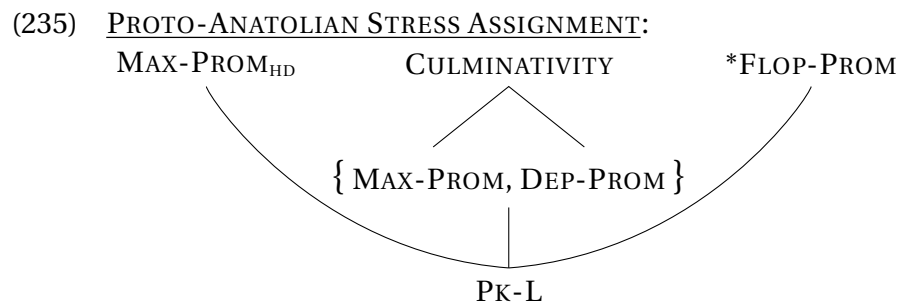 (235) PROTO-ANATOLIAN STRESS ASSIGNMENT:
MAX-PROM_HD CULMINATIVITY *FLOP-PROM
{ MAX-PROM, DEP-PROM }
PK-L